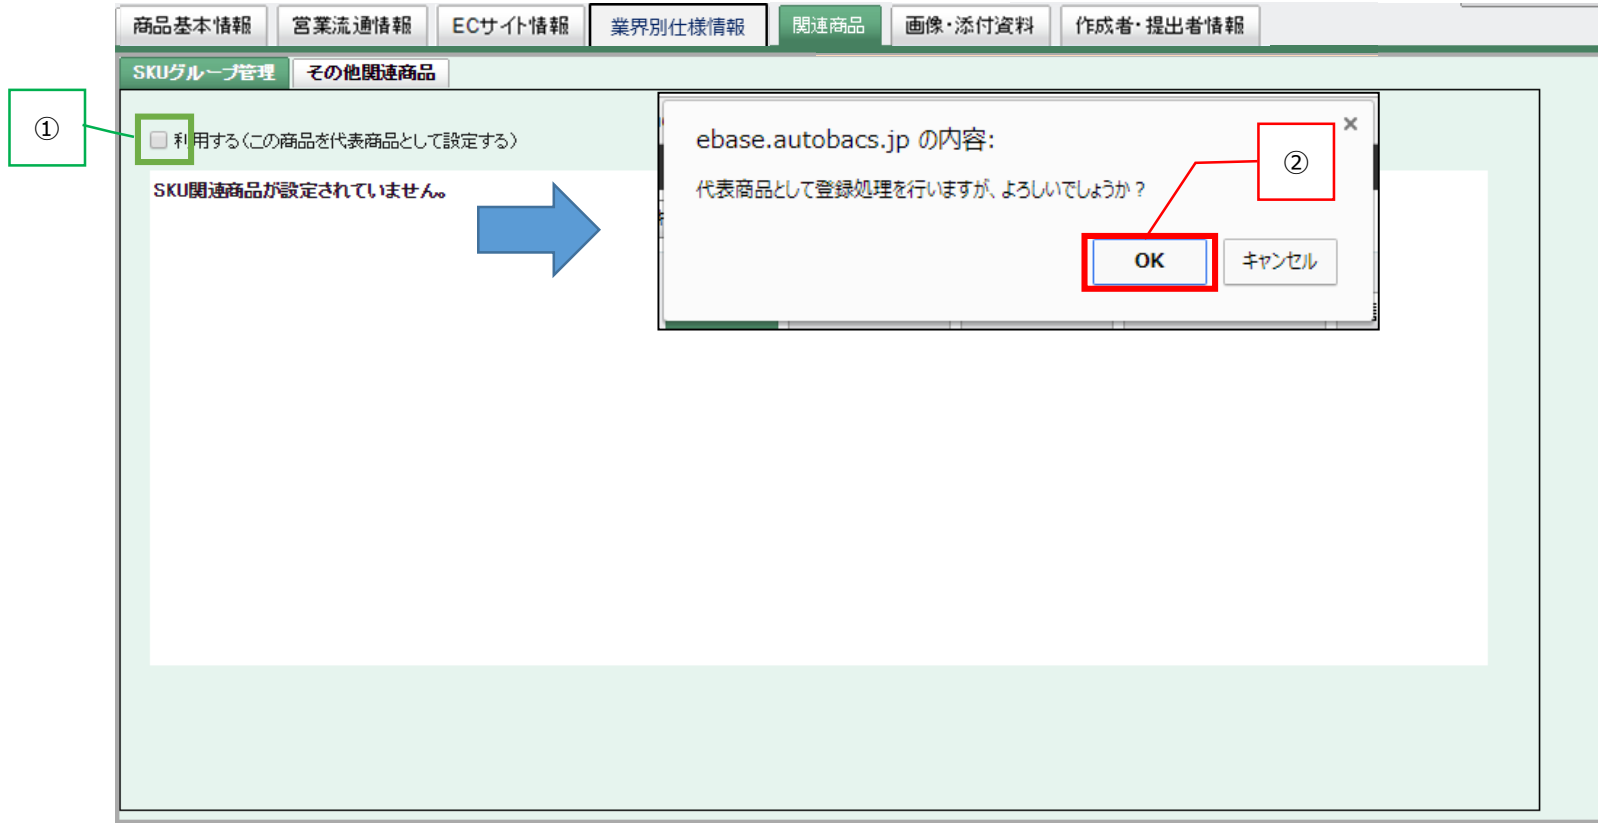 商品基本情報
営業流通情報
ECサイト情報
業界別仕様情報
関連商品
画像・添付資料
作成者・提出者情報
SKUグループ管理
その他関連商品
①
利用する(この商品を代表商品として設定する)
SKU関連商品が設定されていません。
ebase.autobacs.jp の内容:
×
②
代表商品として登録処理を行いますが、よろしいでしょうか?
OK
キャンセル